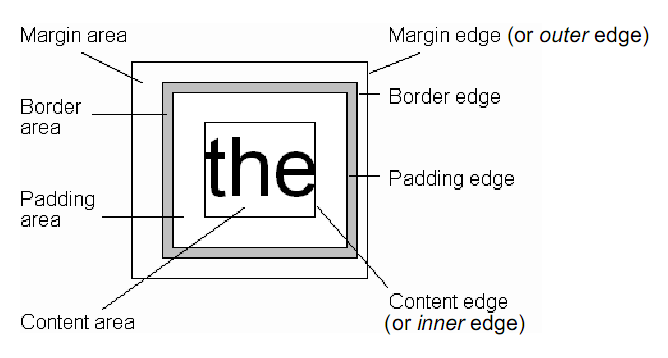 Margin area
Margin edge (or outer edge)
Border edge
Border
area
the
Padding edge
Padding
area
Content edge
(or inner edge)
Content area